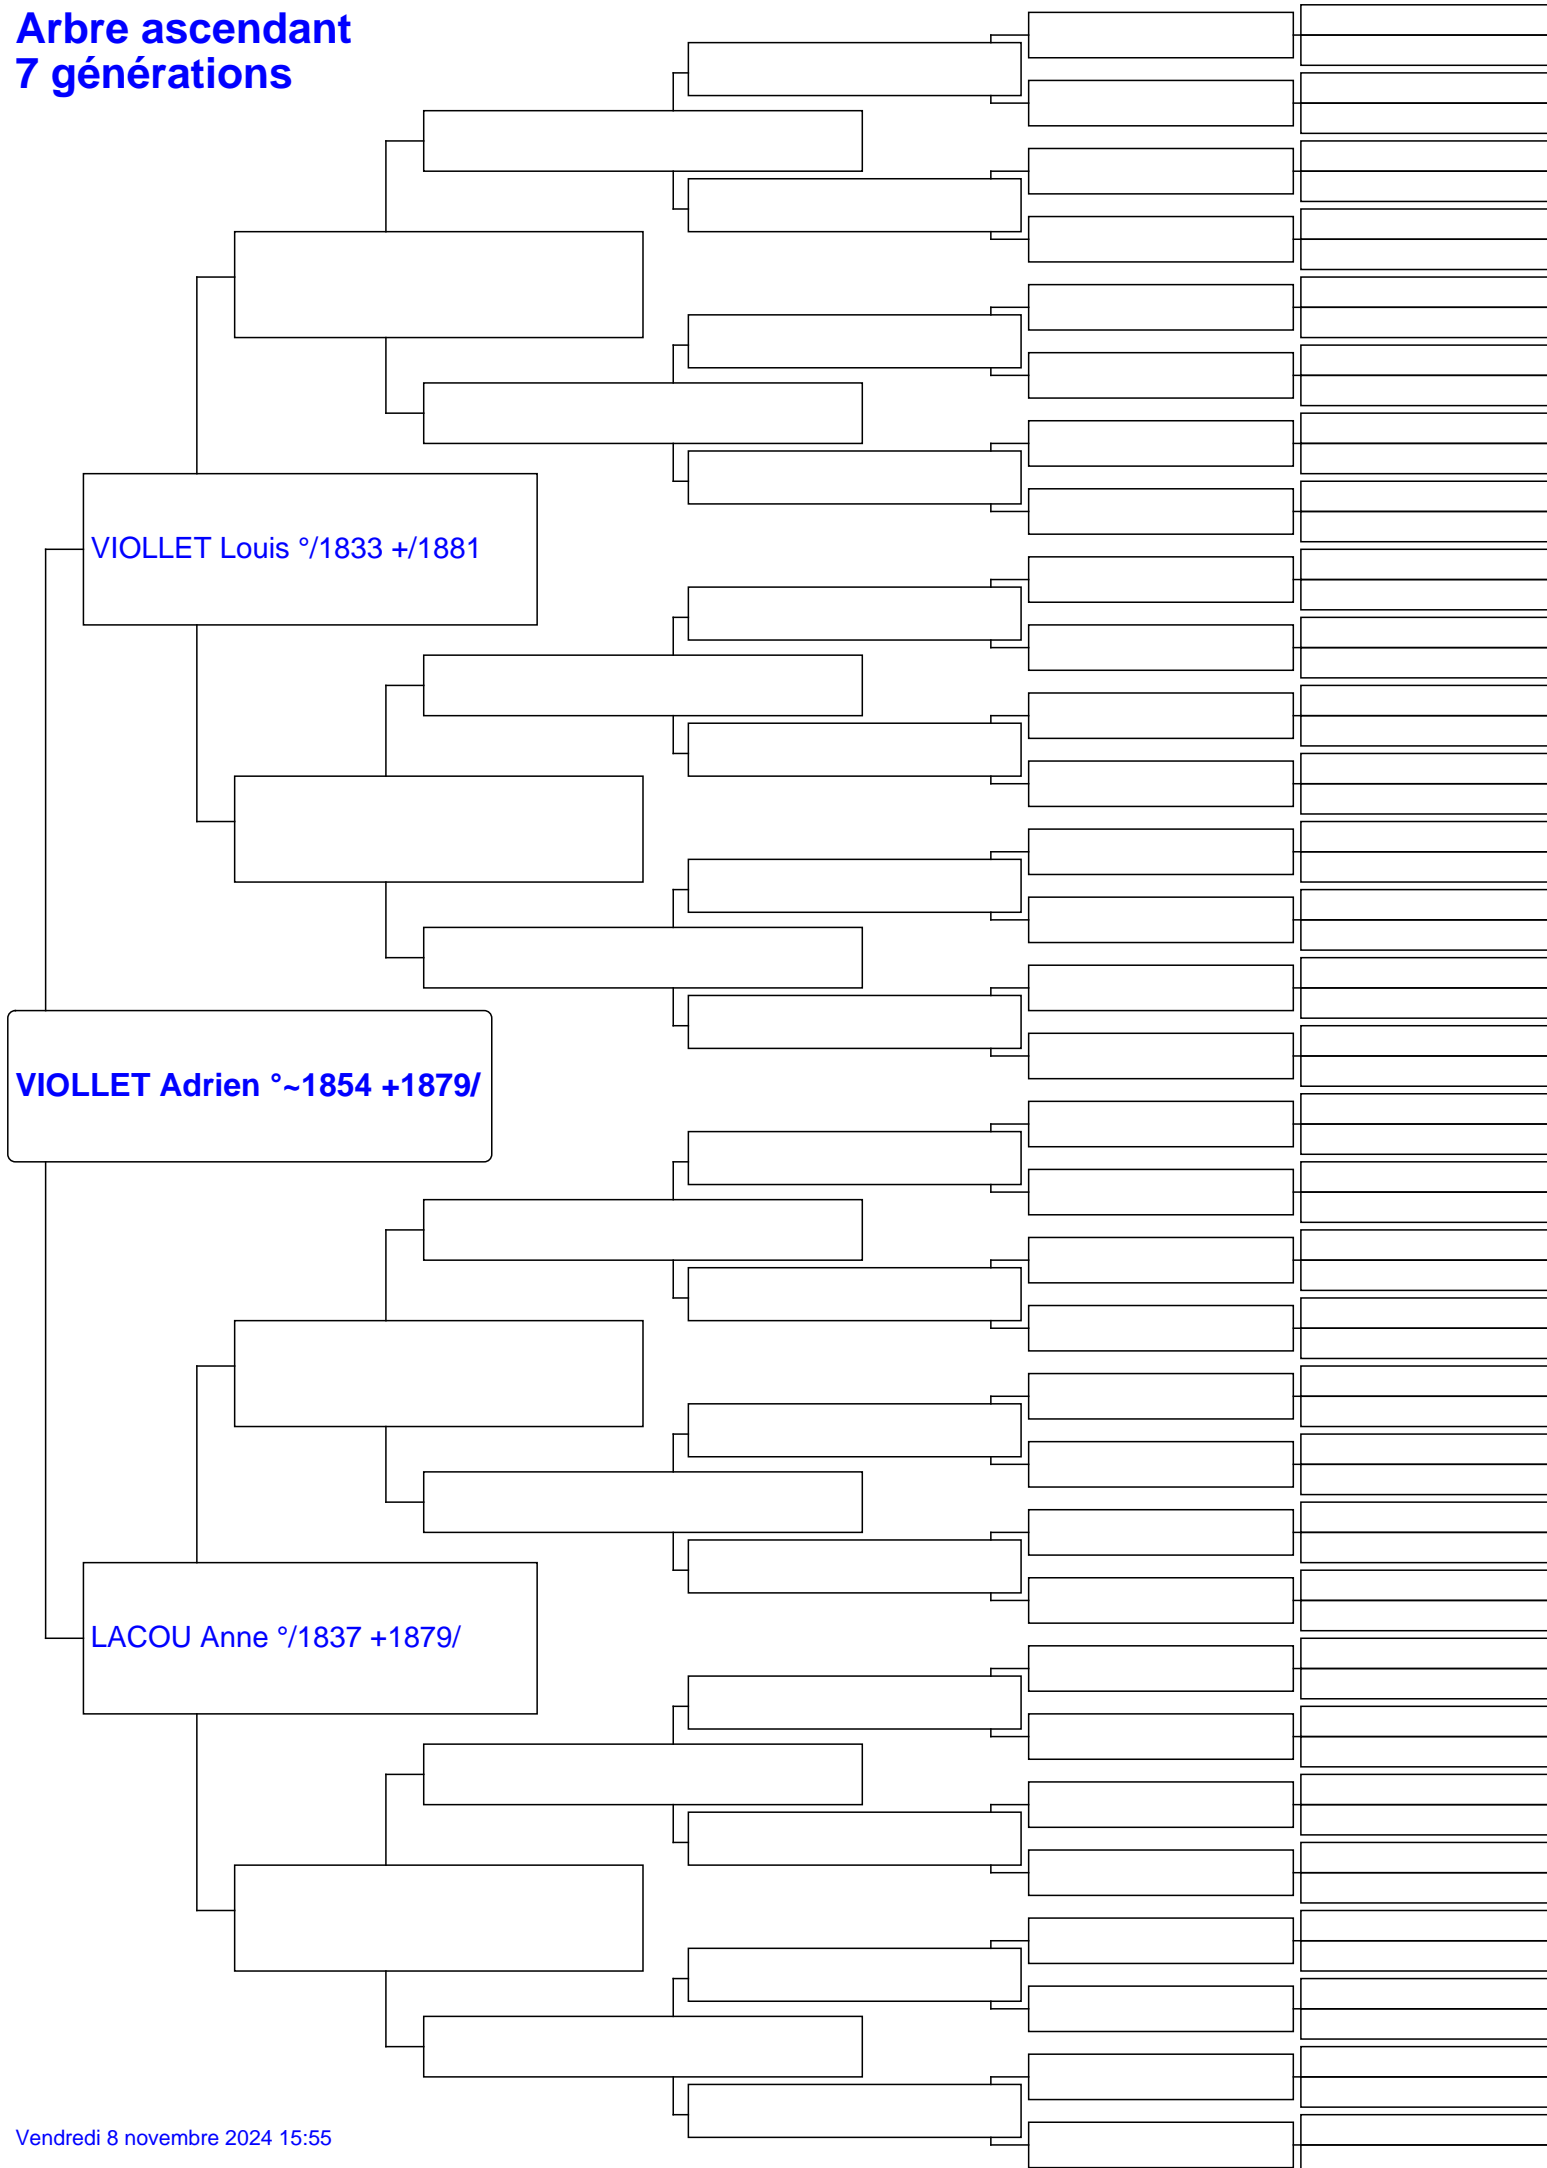 Arbre ascendant
7 générations
VIOLLET Louis °/1833 +/1881
VIOLLET Adrien °~1854 +1879/
LACOU Anne °/1837 +1879/
Vendredi 8 novembre 2024 15:55